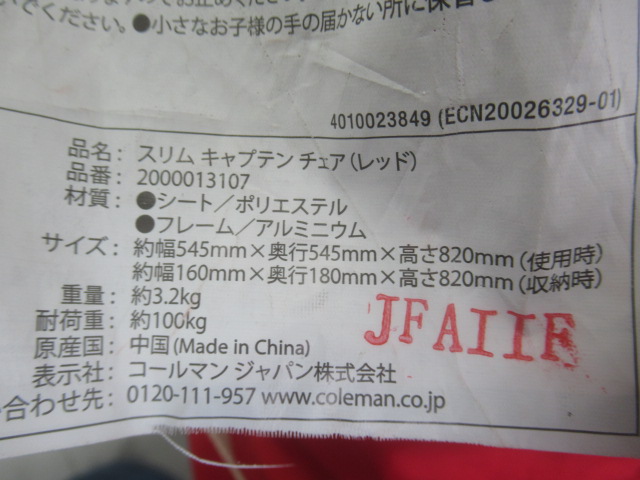 でください。●小さなお子様の手の届かない所に保管し
4010023849 (ECN20026329-01)
品名：スリム キャプテン チェア（レッド）
品番：2000013107
材質：●シート／ポリエステル
●フレーム／アルミニウム
サイズ：約幅545mm×奥行545mm×高さ820mm（使用時）
約幅160mm×奥行180mm×高さ820mm（収納時）
重量：約3.2kg
耐荷重：約100kg
原産国：中国（Made in China）
表示社：コールマン ジャパン株式会社
い合わせ先：0120-111-957 www.coleman.co.jp
JFAIIF